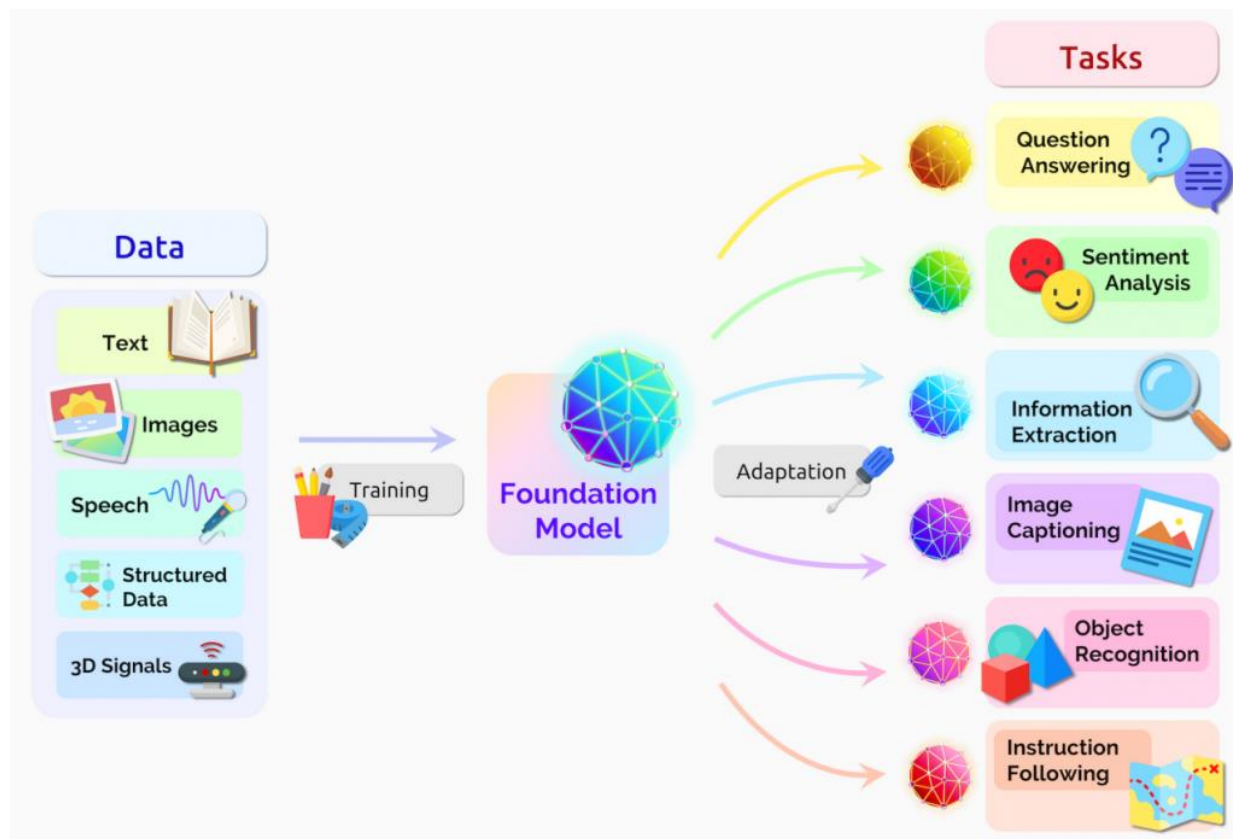 Data
Text
Images
Speech
Structured
Data
3D Signals
Training
Foundation
Model
Adaptation
Tasks
Question
Answering
?
Sentiment
Analysis
Information
Extraction
Image
Captioning
Object
Recognition
Instruction
Following